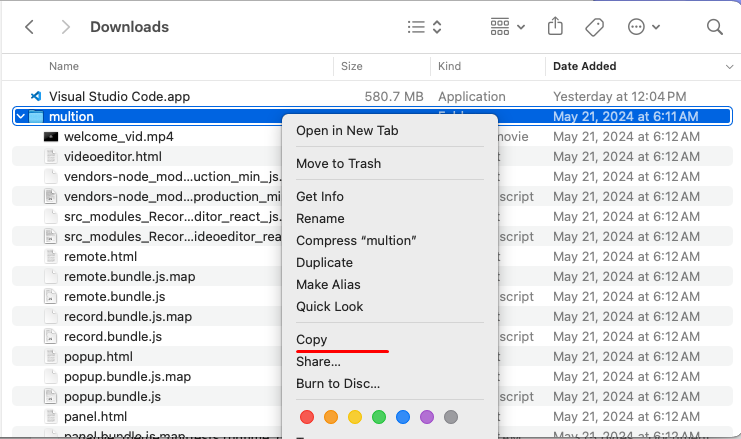 Downloads
Name Size Kind Date Added
Visual Studio Code.app 580.7 MB Application Yesterday at 12:04 PM
multion May 21, 2024 at 6:11 AM
welcome_vid.mp4 movie May 21, 2024 at 6:12 AM
videoeditor.html May 21, 2024 at 6:12 AM
vendors-node_mod...uction_min_js. May 21, 2024 at 6:12 AM
vendors-node_mod...production_mi script May 21, 2024 at 6:12 AM
src_modules_Recor...ditor_react_js. May 21, 2024 at 6:12 AM
src_modules_Recor...ideoeditor_rea script May 21, 2024 at 6:12 AM
remote.html May 21, 2024 at 6:12 AM
remote.bundle.js.map May 21, 2024 at 6:12 AM
remote.bundle.js script May 21, 2024 at 6:12 AM
record.bundle.js.map May 21, 2024 at 6:12 AM
record.bundle.js script May 21, 2024 at 6:12 AM
popup.html May 21, 2024 at 6:12 AM
popup.bundle.js.map May 21, 2024 at 6:12 AM
popup.bundle.js script May 21, 2024 at 6:12 AM
panel.html May 21, 2024 at 6:12 AM
panel.bundle.js.map May 21, 2024 at 6:12 AM
Open in New Tab
Move to Trash
Get Info
Rename
Compress “multion”
Duplicate
Make Alias
Quick Look
Copy
Share...
Burn to Disc...